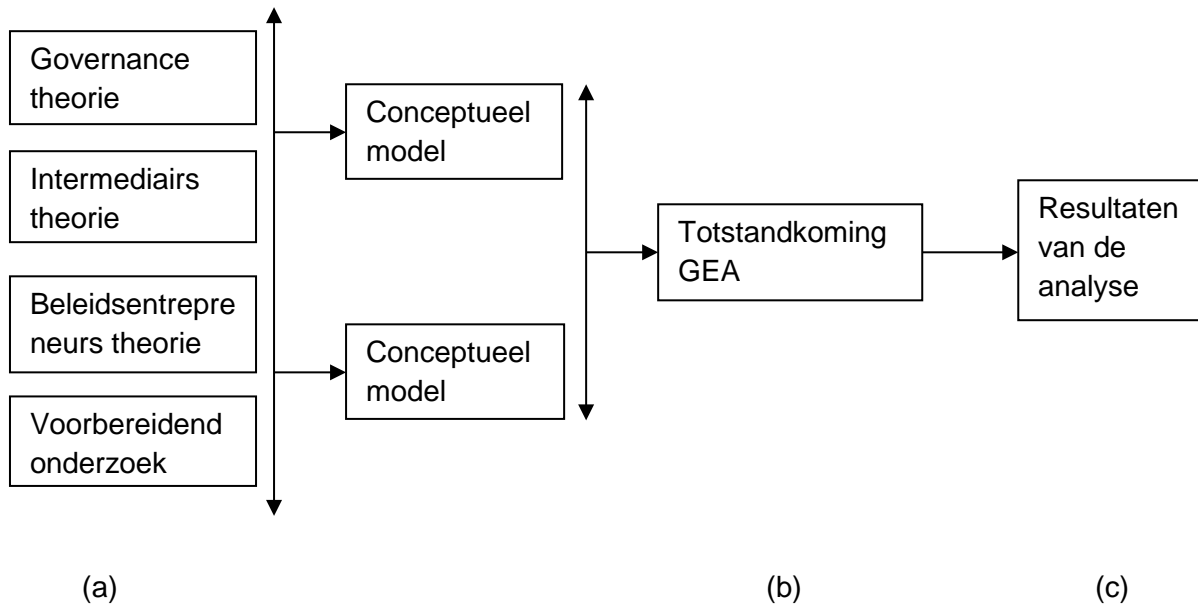 Governance
theorie
Intermediairs
theorie
Beleidsentrepre
neurs theorie
Voorbereidend
onderzoek
Conceptueel
model
Conceptueel
model
Totstandkoming
GEA
Resultaten
van de
analyse
(a)
(b)
(c)